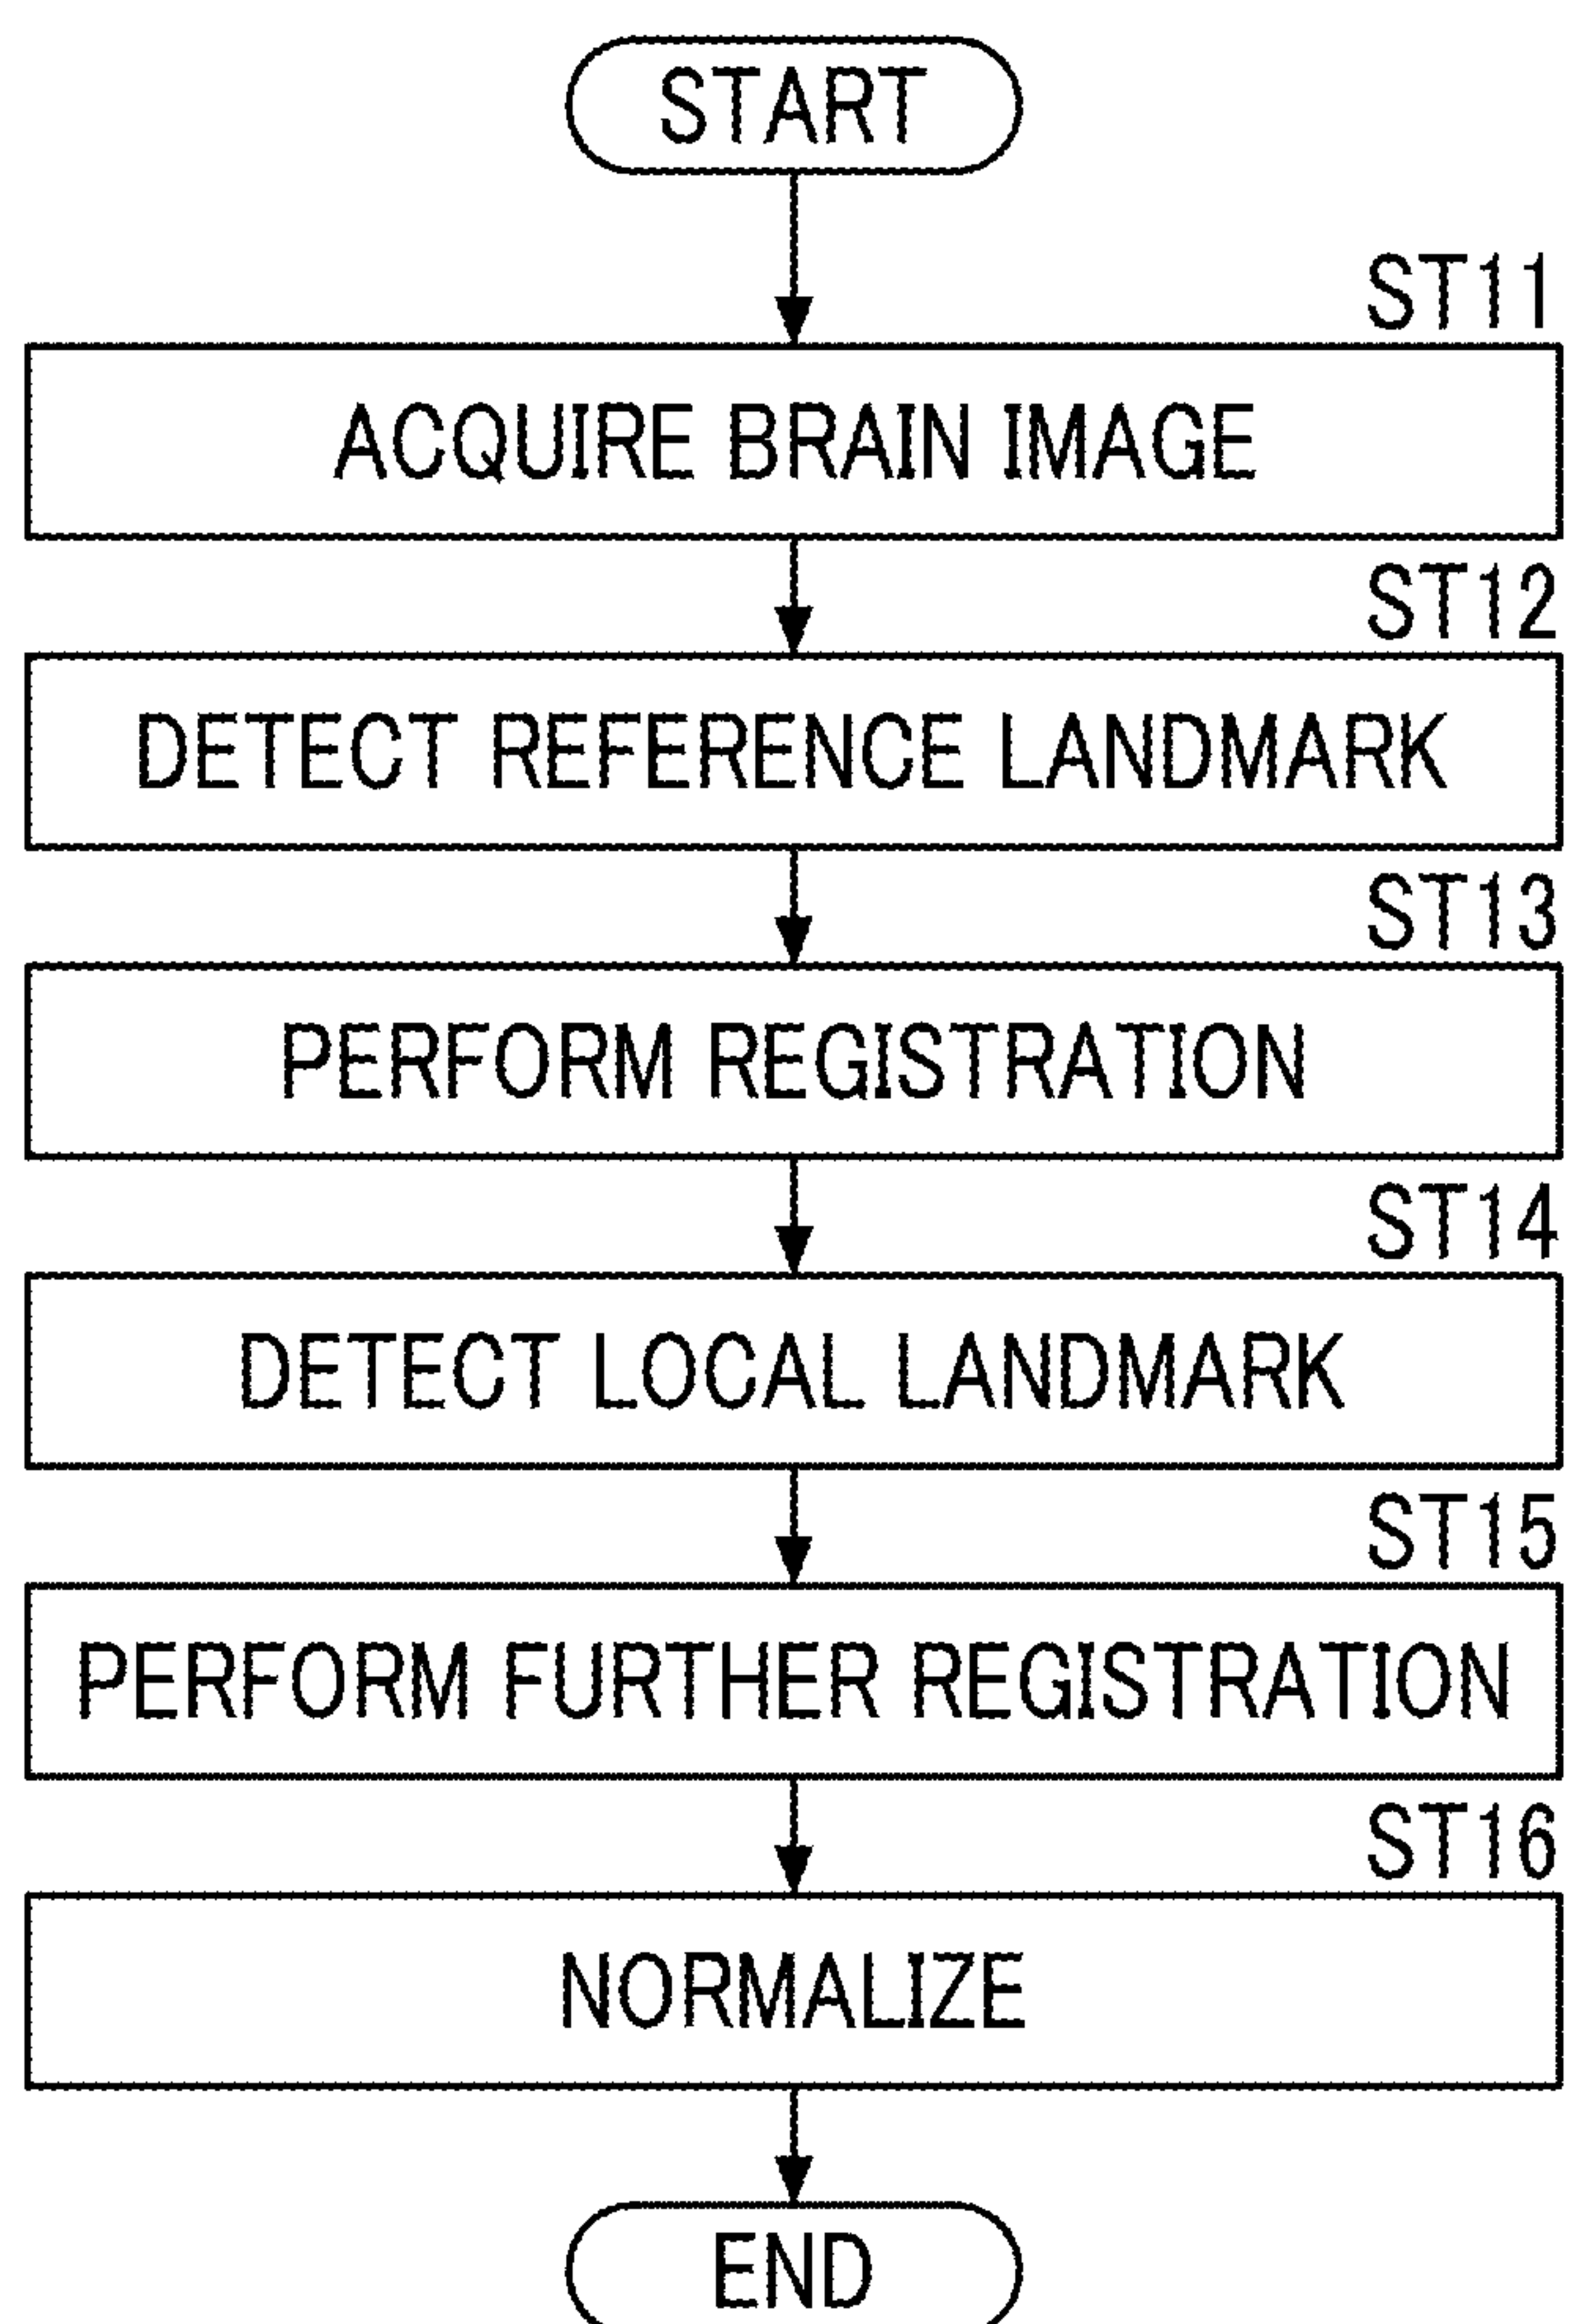 START
ST11
ACQUIRE BRAIN IMAGE
ST12
DETECT REFERENCE LANDMARK
ST13
PERFORM REGISTRATION
ST14
DETECT LOCAL LANDMARK
ST15
PERFORM FURTHER REGISTRATION
ST16
NORMALIZE
END